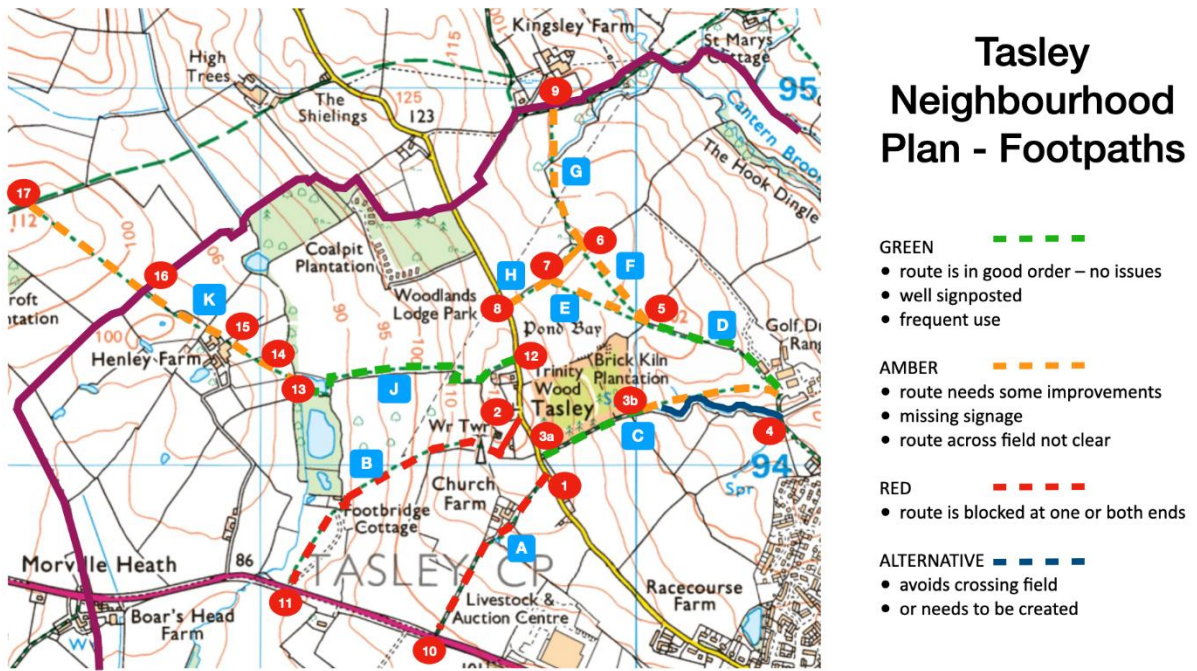 Kingsley Farm
St Marys
Cottage
High
Trees
115
100
95
The
Shielings
125
123
Cantern Brook
The Hook Dingle
9
G
17
112
100
90
6
Coalpit
Plantation
7
F
16
H
K
Woodlands
Lodge Park
8
E
5
102
90
95
100
Pond Bay
D
100
15
Golf
Henley Farm
14
12
Brick Kiln
Plantation
Trinity
Wood
13
J
110
2
Tasley
3b
Wr Twr
3a
C
4
B
94
Spr
Church
Farm
1
Footbridge
Cottage
A
Morville Heath
86
TASLEY CP
Racecourse
Farm
11
Livestock &
Auction Centre
Boar's Head
Farm
W
10
Tasley
Neighbourhood
Plan - Footpaths
GREEN
• route is in good order – no issues
• well signposted
• frequent use
AMBER
• route needs some improvements
• missing signage
• route across field not clear
RED
• route is blocked at one or both ends
ALTERNATIVE
• avoids crossing field
• or needs to be created